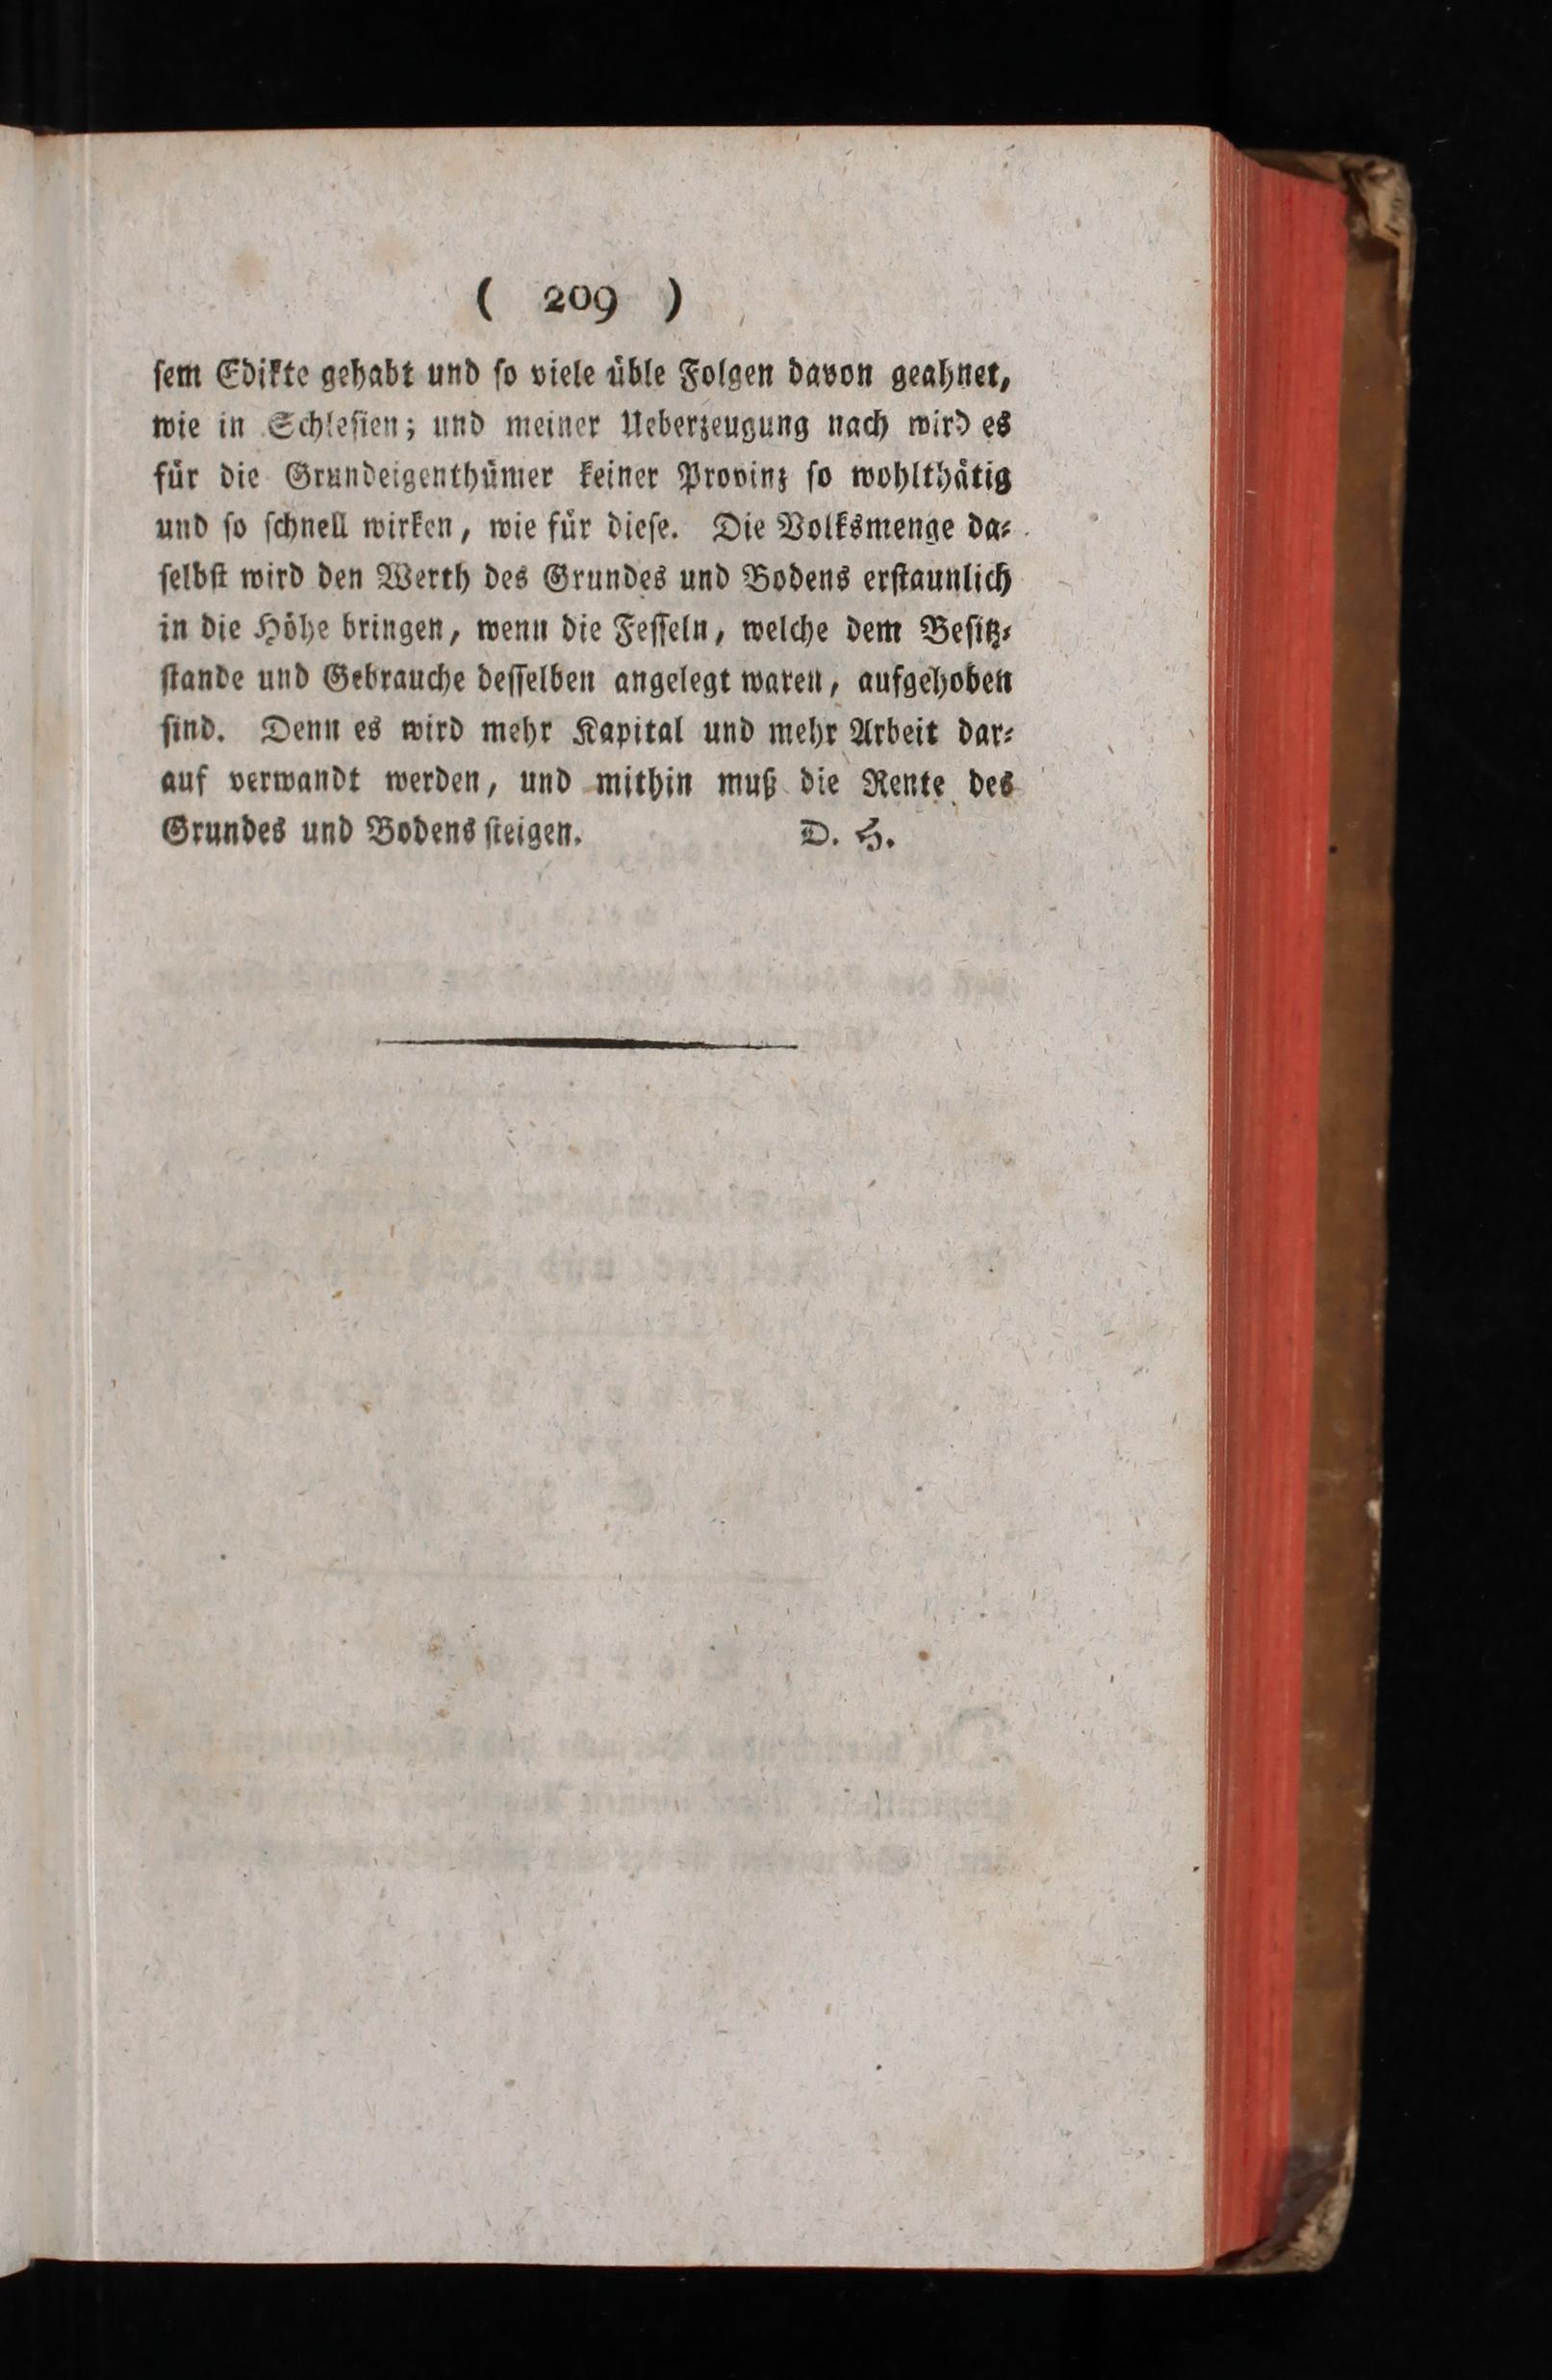 ( 209 )
ſem Edikte gehabt und ſo viele üble Folgen davon geahnet,
wie in Schleſien; und meiner Ueberzeugung nach wird es
für die Grundeigenthümer keiner Provinz ſo wohlthätig
und ſo ſchnell wirken, wie für dieſe. Die Volksmenge da⸗
ſelbſt wird den Werth des Grundes und Bodens erſtaunlich
in die Höhe bringen, wenn die Feſſeln, welche dem Beſitz⸗
ſtande und Gebrauche deſſelben angelegt waren, aufgehoben
ſind. Denn es wird mehr Kapital und mehr Arbeit dar⸗
auf verwandt werden, und mithin muß die Rente des
Grundes und Bodens ſteigen. D. H.